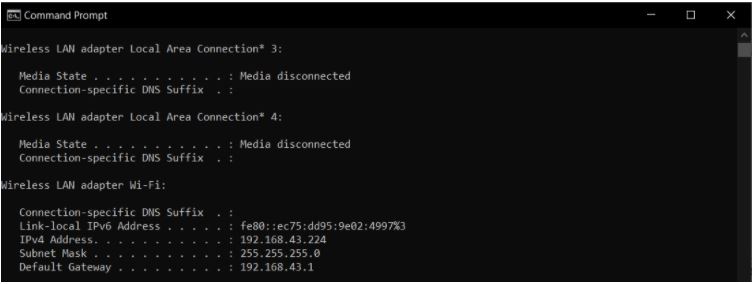 Command Prompt
Wireless LAN adapter Local Area Connection* 3:
Media State . . . . . . . . . . . : Media disconnected
Connection-specific DNS Suffix . :
Wireless LAN adapter Local Area Connection* 4:
Media State . . . . . . . . . . . : Media disconnected
Connection-specific DNS Suffix . :
Wireless LAN adapter Wi-Fi:
Connection-specific DNS Suffix . :
Link-local IPv6 Address . . . . . : fe80::ec75:dd95:9e02:4997%3
IPv4 Address. . . . . . . . . . . : 192.168.43.224
Subnet Mask . . . . . . . . . . . : 255.255.255.0
Default Gateway . . . . . . . . . : 192.168.43.1